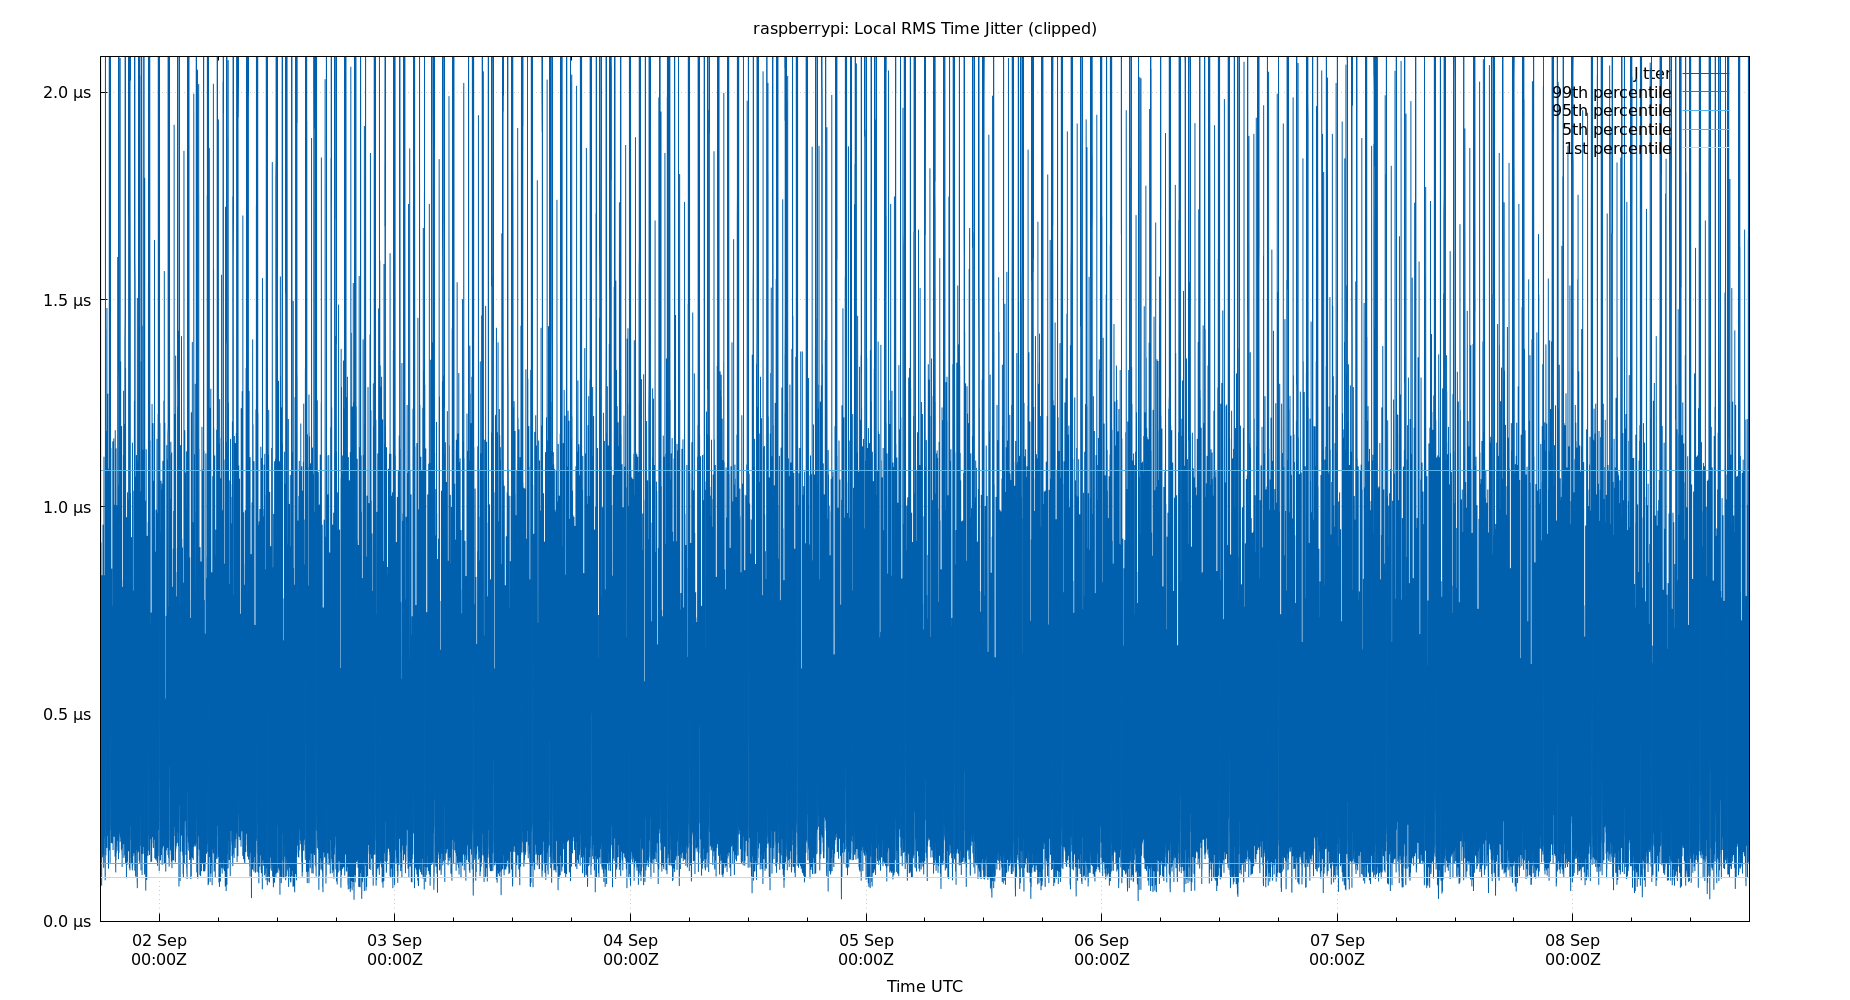 raspberrypi: Local RMS Time Jitter (clipped)
Jitter
99th percentile
95th percentile
5th percentile
1st percentile
2.0 µs
1.5 µs
1.0 µs
0.5 µs
0.0 µs
02 Sep 03 Sep 04 Sep 05 Sep 06 Sep 07 Sep 08 Sep
00:00Z 00:00Z 00:00Z 00:00Z 00:00Z 00:00Z 00:00Z
Time UTC